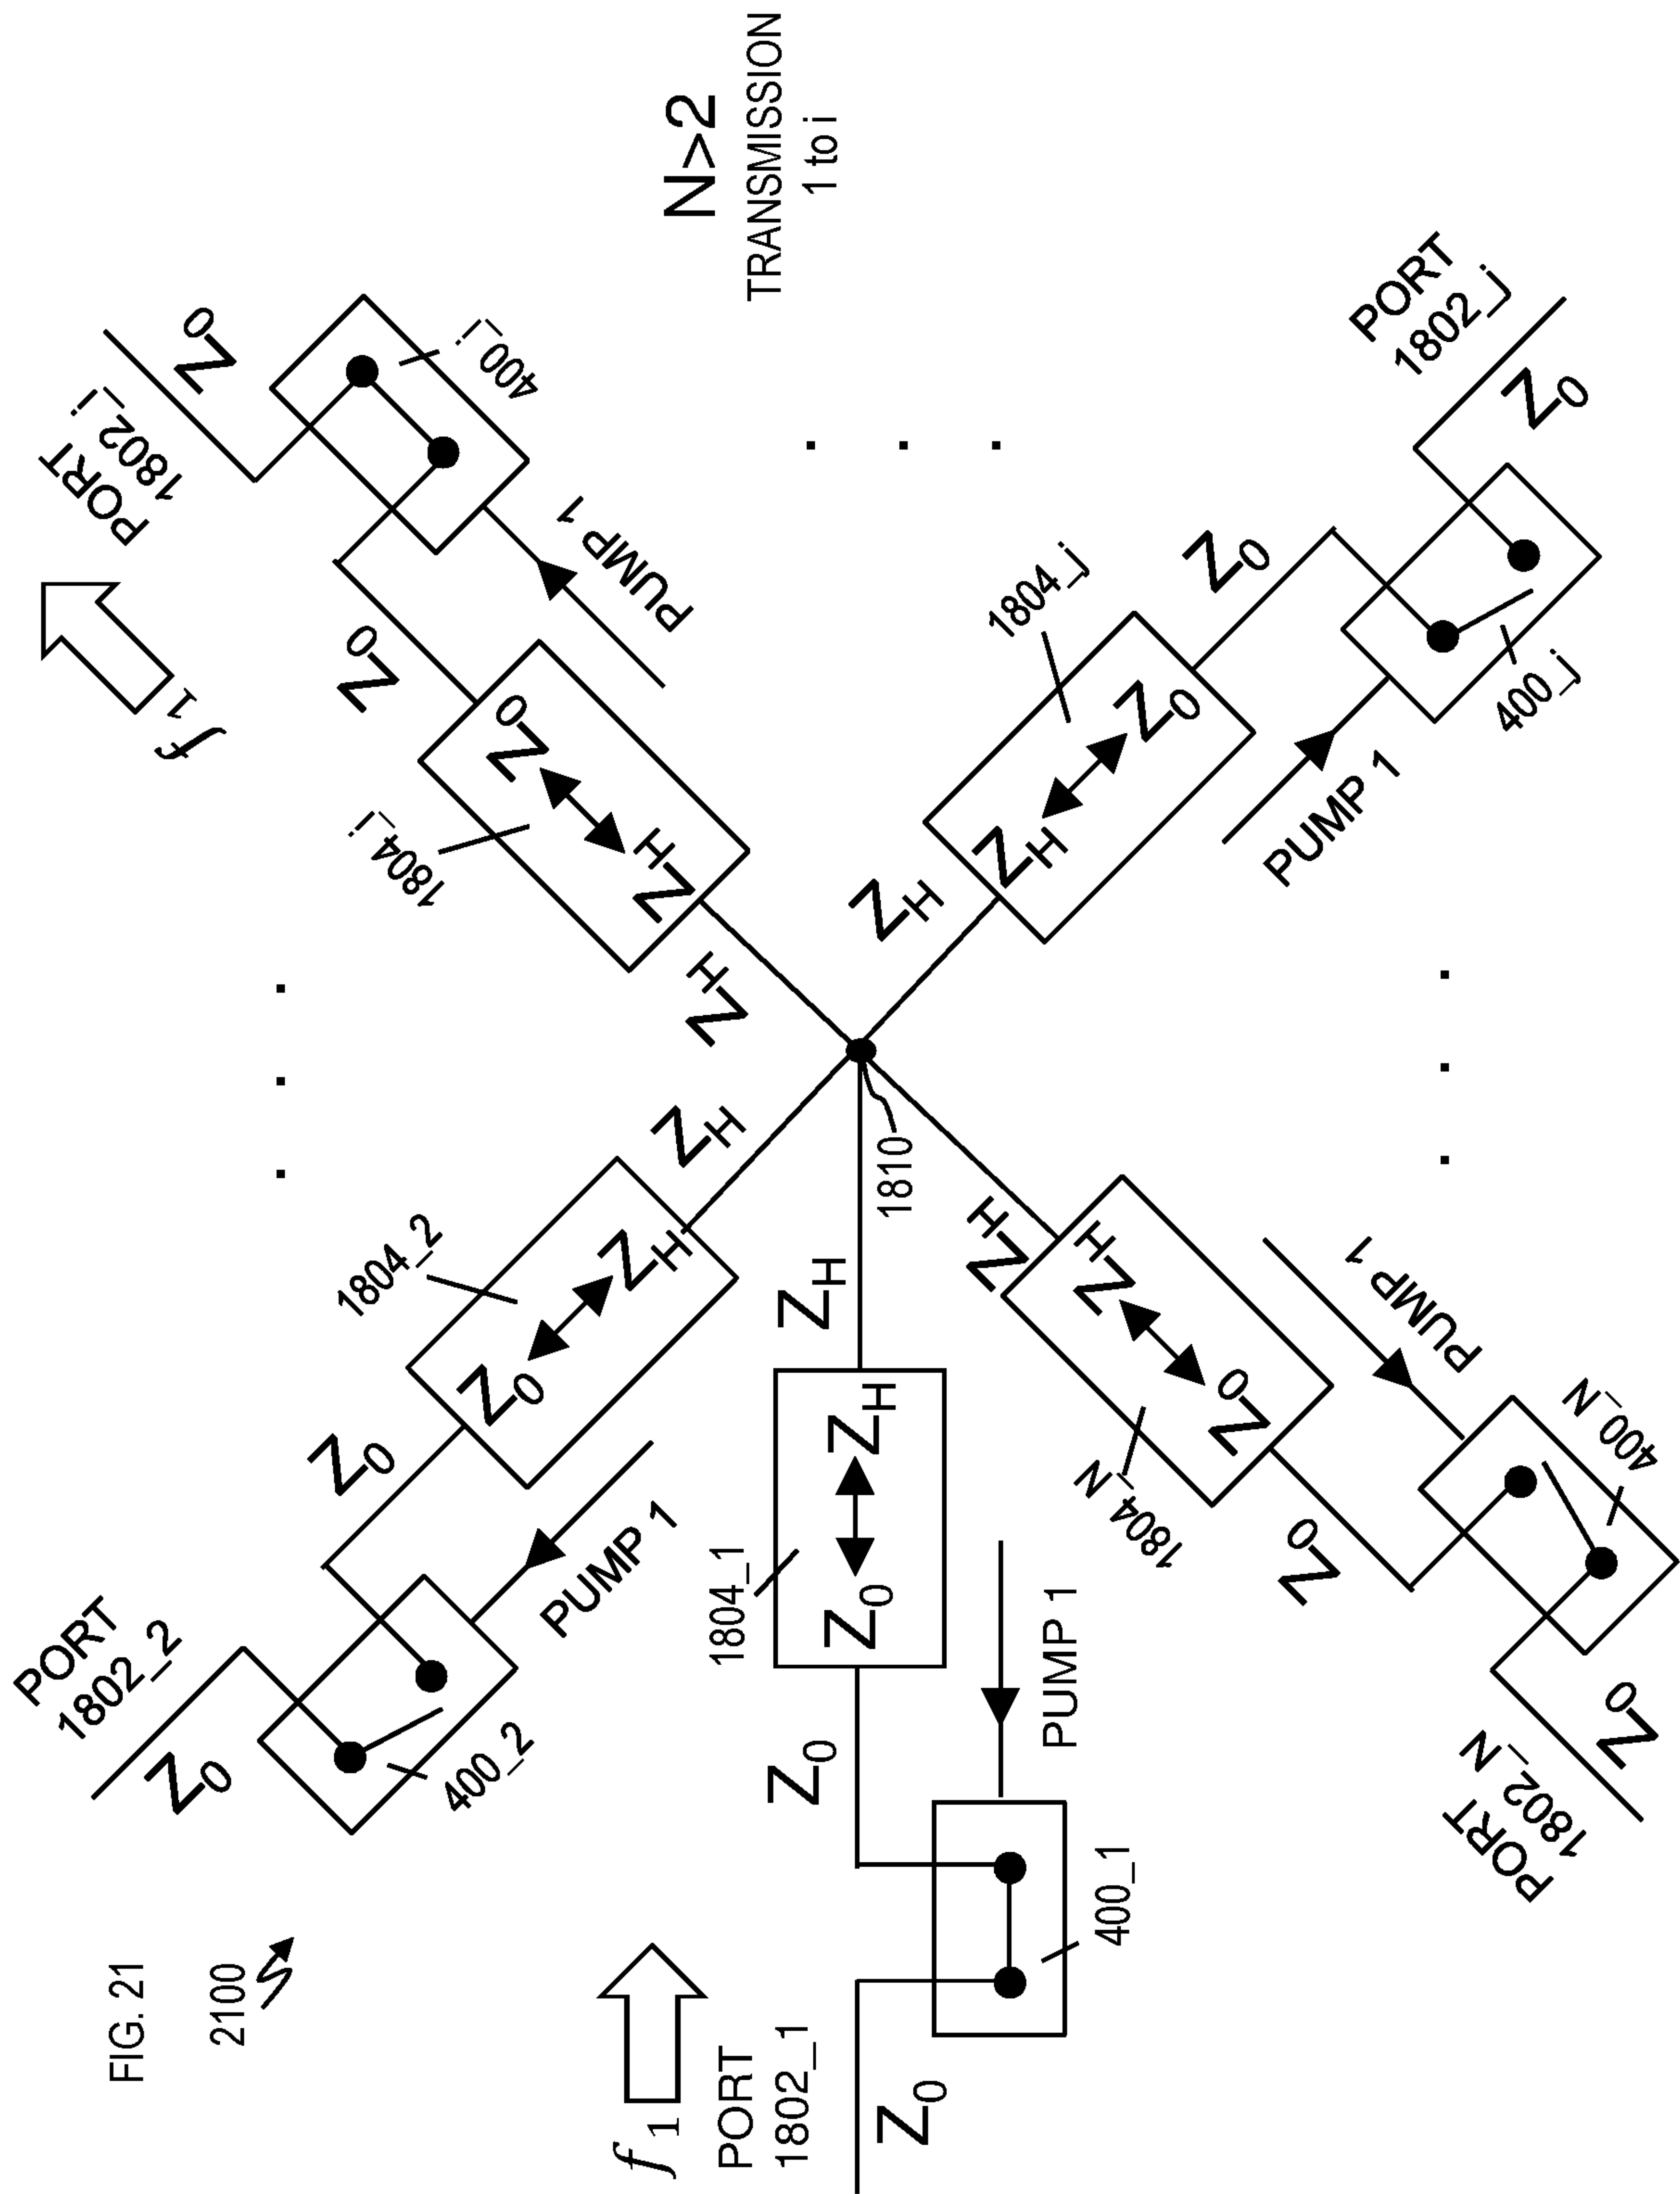 FIG. 21
2100
N>2
TRANSMISSION
1 to i
f1
PORT
1802_1
Z0
400_1
PUMP 1
Z0
1804_1
Z0
ZH
ZH
1810
PORT
1802_2
Z0
400_2
PUMP 1
Z0
1804_2
Z0
ZH
ZH
f1
PORT
1802_i
Z0
400_i
PUMP 1
Z0
1804_i
Z0
ZH
ZH
PORT
1802_j
Z0
400_j
PUMP 1
Z0
1804_j
ZH
Z0
ZH
PORT
1802_N
Z0
400_N
PUMP 1
Z0
1804_N
ZH
Z0
ZH